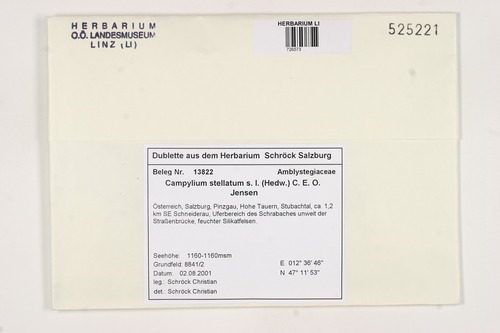 HERBARIUM
O.Ö. LANDESMUSEUM
LINZ (LI)
HERBARIUM LI
726573
525221
Dublette aus dem Herbarium Schröck Salzburg
Beleg Nr. 13822 Amblystegiaceae
Campylium stellatum s. l. (Hedw.) C. E. O.
Jensen
Österreich, Salzburg, Pinzgau, Hohe Tauern, Stubachtal, ca. 1,2
km SE Schneiderau, Uferbereich des Schrabaches unweit der
Straßenbrücke, feuchter Silikatfelsen.
Seehöhe: 1160-1160msm
Grundfeld: 8841/2 E 012° 36' 46"
Datum: 02.08.2001 N 47° 11' 53"
leg.: Schröck Christian
det.: Schröck Christian